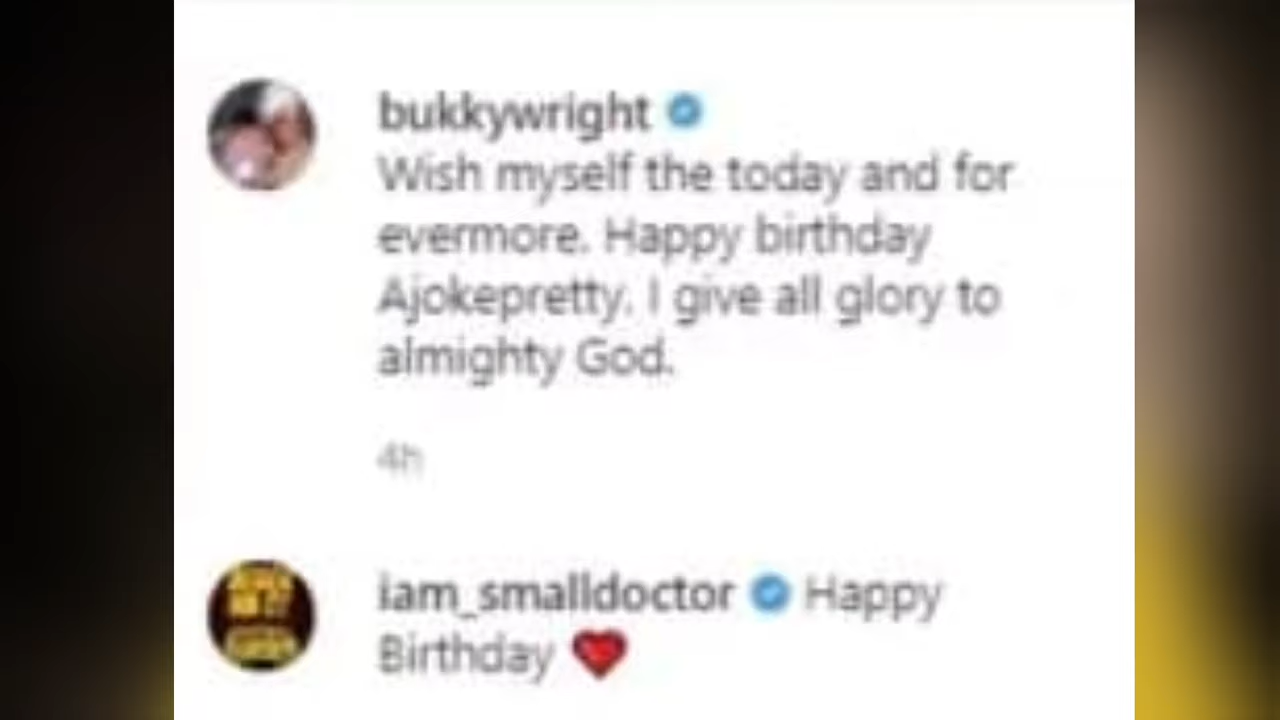 bukkywright
Wish myself the today and for
evermore. Happy birthday
Ajokepretty. I give all glory to
almighty God.
4h
iam_smalldoctor Happy
Birthday ❤